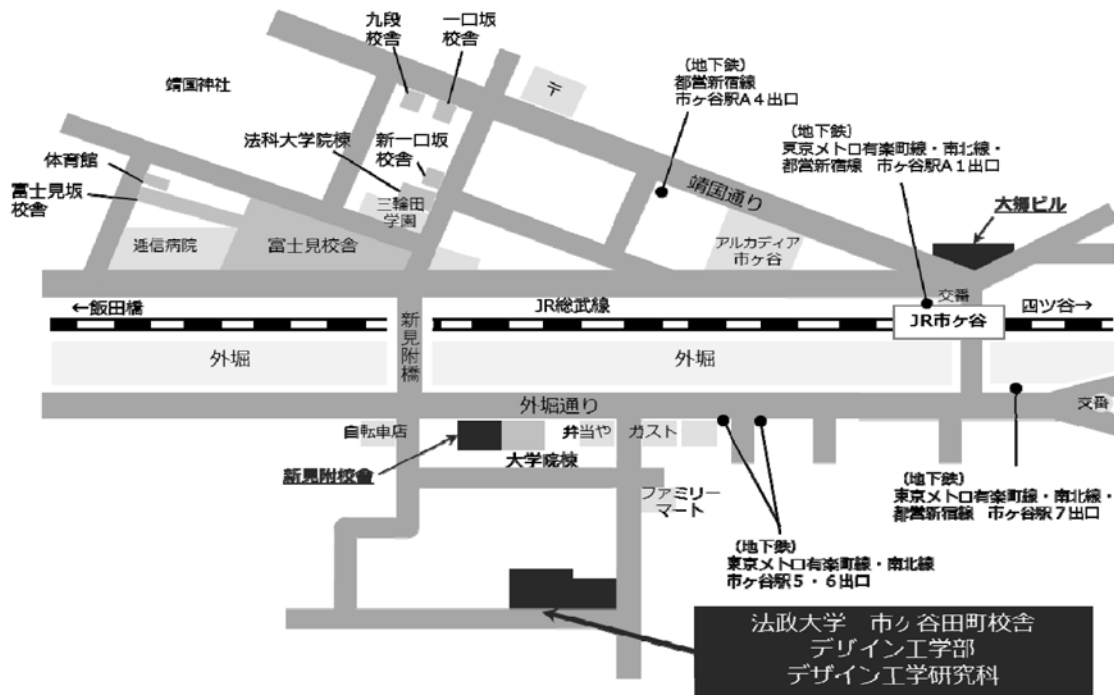 九段
校舎
一口坂
校舎
靖国神社
(地下鉄)
都営新宿線
市ヶ谷駅A4出口
〒
法科大学院棟
新一口坂
校舎
(地下鉄)
東京メトロ有楽町線・南北線・
都営新宿線 市ヶ谷駅A1出口
体育館
富士見坂
校舎
三輪田
学園
靖国通り
大郷ビル
逓信病院
富士見校舎
アルカディア
市ヶ谷
交番
←飯田橋
JR総武線
四ツ谷→
JR市ヶ谷
新見附橋
外堀
外堀
外堀通り
交番
自転車店
弁当や
ガスト
大学院棟
新見附校舎
ファミリー
マート
(地下鉄)
東京メトロ有楽町線・南北線・
都営新宿線 市ヶ谷駅7出口
(地下鉄)
東京メトロ有楽町線・南北線
市ヶ谷駅5・6出口
法政大学 市ヶ谷田町校舎
デザイン工学部
デザイン工学研究科